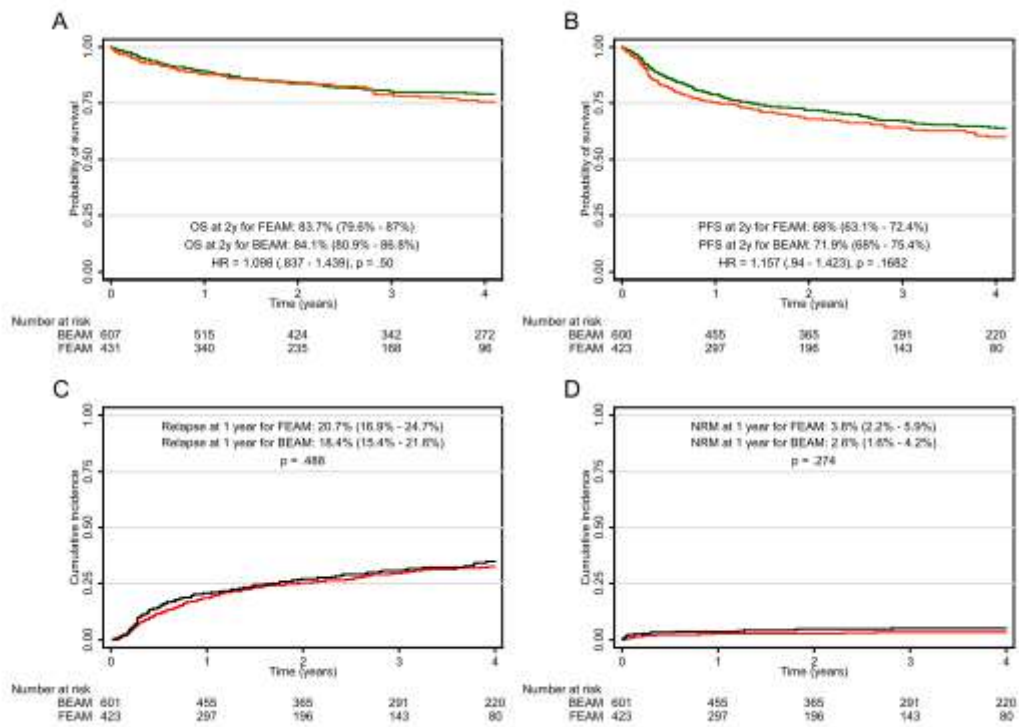 A
Probability of survival
1.00
0.75
0.50
0.25
0.00
OS at 2y for FEAM: 83.7% (79.6% - 87%)
OS at 2y for BEAM: 84.1% (80.9% - 86.8%)
HR = 1.098 (.837 - 1.439), p = .50
0 1 2 3 4
Time (years)
Number at risk
BEAM 607 515 424 342 272
FEAM 431 340 235 168 96
B
Probability of survival
1.00
0.75
0.50
0.25
0.00
PFS at 2y for FEAM: 68% (63.1% - 72.4%)
PFS at 2y for BEAM: 71.9% (68% - 75.4%)
HR = 1.157 (.94 - 1.423), p = .1682
0 1 2 3 4
Time (years)
Number at risk
BEAM 600 455 365 291 220
FEAM 423 297 196 143 80
C
Cumulative incidence
1.00
0.75
0.50
0.25
0.00
Relapse at 1 year for FEAM: 20.7% (16.9% - 24.7%)
Relapse at 1 year for BEAM: 18.4% (15.4% - 21.6%)
p = .488
0 1 2 3 4
Time (years)
Number at risk
BEAM 601 455 365 291 220
FEAM 423 297 196 143 80
D
Cumulative incidence
1.00
0.75
0.50
0.25
0.00
NRM at 1 year for FEAM: 3.8% (2.2% - 5.9%)
NRM at 1 year for BEAM: 2.6% (1.6% - 4.2%)
p = .274
0 1 2 3 4
Time (years)
Number at risk
BEAM 601 455 365 291 220
FEAM 423 297 196 143 80